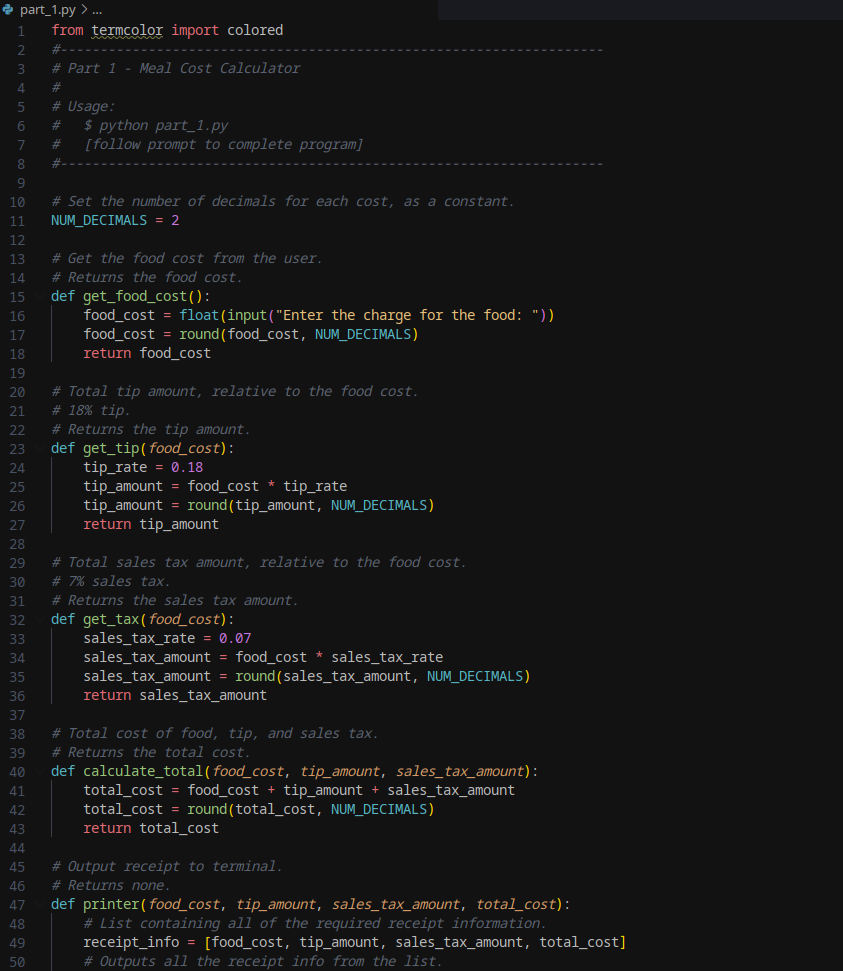 part_1.py > ...
1 from termcolor import colored
2 #--------------------------------------------------------------------
3 # Part 1 - Meal Cost Calculator
4 #
5 # Usage:
6 #   $ python part_1.py
7 #   [follow prompt to complete program]
8 #--------------------------------------------------------------------
9
10 # Set the number of decimals for each cost, as a constant.
11 NUM_DECIMALS = 2
12
13 # Get the food cost from the user.
14 # Returns the food cost.
15 def get_food_cost():
16     food_cost = float(input("Enter the charge for the food: "))
17     food_cost = round(food_cost, NUM_DECIMALS)
18     return food_cost
19
20 # Total tip amount, relative to the food cost.
21 # 18% tip.
22 # Returns the tip amount.
23 def get_tip(food_cost):
24     tip_rate = 0.18
25     tip_amount = food_cost * tip_rate
26     tip_amount = round(tip_amount, NUM_DECIMALS)
27     return tip_amount
28
29 # Total sales tax amount, relative to the food cost.
30 # 7% sales tax.
31 # Returns the sales tax amount.
32 def get_tax(food_cost):
33     sales_tax_rate = 0.07
34     sales_tax_amount = food_cost * sales_tax_rate
35     sales_tax_amount = round(sales_tax_amount, NUM_DECIMALS)
36     return sales_tax_amount
37
38 # Total cost of food, tip, and sales tax.
39 # Returns the total cost.
40 def calculate_total(food_cost, tip_amount, sales_tax_amount):
41     total_cost = food_cost + tip_amount + sales_tax_amount
42     total_cost = round(total_cost, NUM_DECIMALS)
43     return total_cost
44
45 # Output receipt to terminal.
46 # Returns none.
47 def printer(food_cost, tip_amount, sales_tax_amount, total_cost):
48     # List containing all of the required receipt information.
49     receipt_info = [food_cost, tip_amount, sales_tax_amount, total_cost]
50     # Outputs all the receipt info from the list.